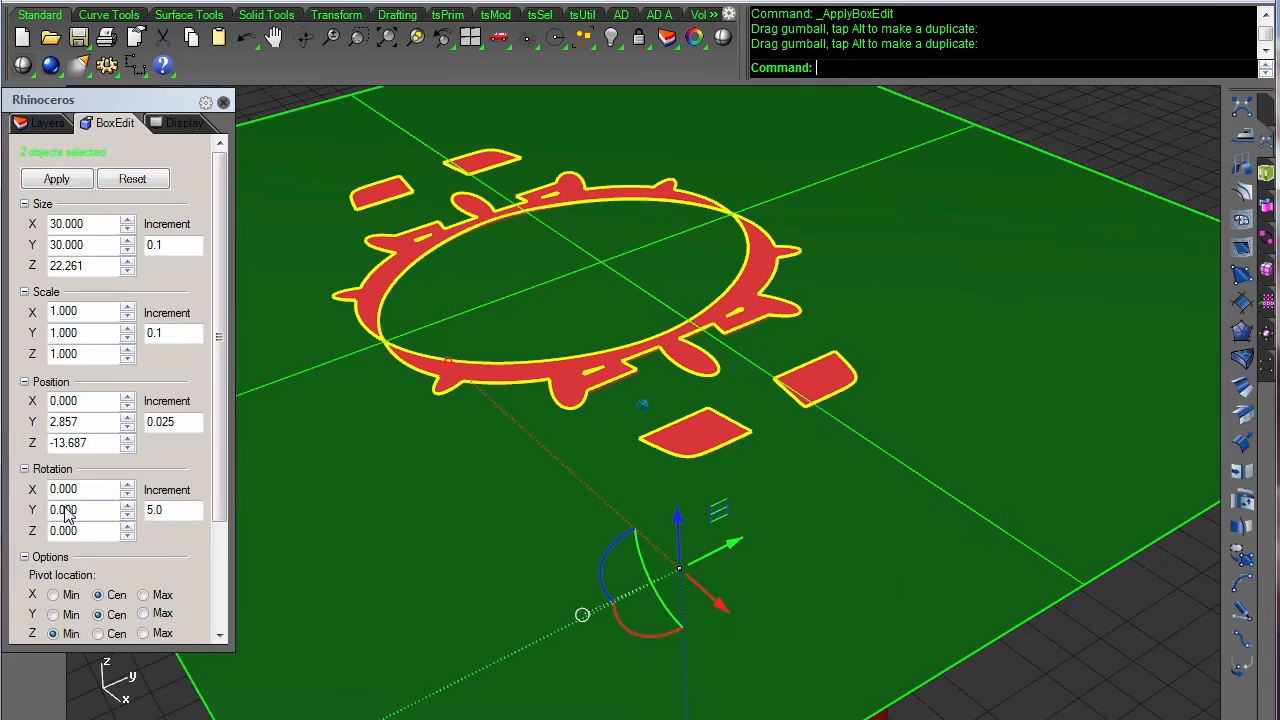 Standard Curve Tools Surface Tools Solid Tools Transform Drafting tsPrim tsMod tsSel tsUtil AD AD A Vol »
Command: _ApplyBoxEdit
Drag gumball, tap Alt to make a duplicate:
Drag gumball, tap Alt to make a duplicate:
Command:
Rhinoceros
Layers BoxEdit Display
2 objects selected
Apply Reset
Size
X 30.000 Increment
Y 30.000 0.1
Z 22.261
Scale
X 1.000 Increment
Y 1.000 0.1
Z 1.000
Position
X 0.000 Increment
Y 2.857 0.025
Z -13.687
Rotation
X 0.000 Increment
Y 0.000 5.0
Z 0.000
Options
Pivot location:
X Min Cen Max
Y Min Cen Max
Z Min Cen Max
z
y
x